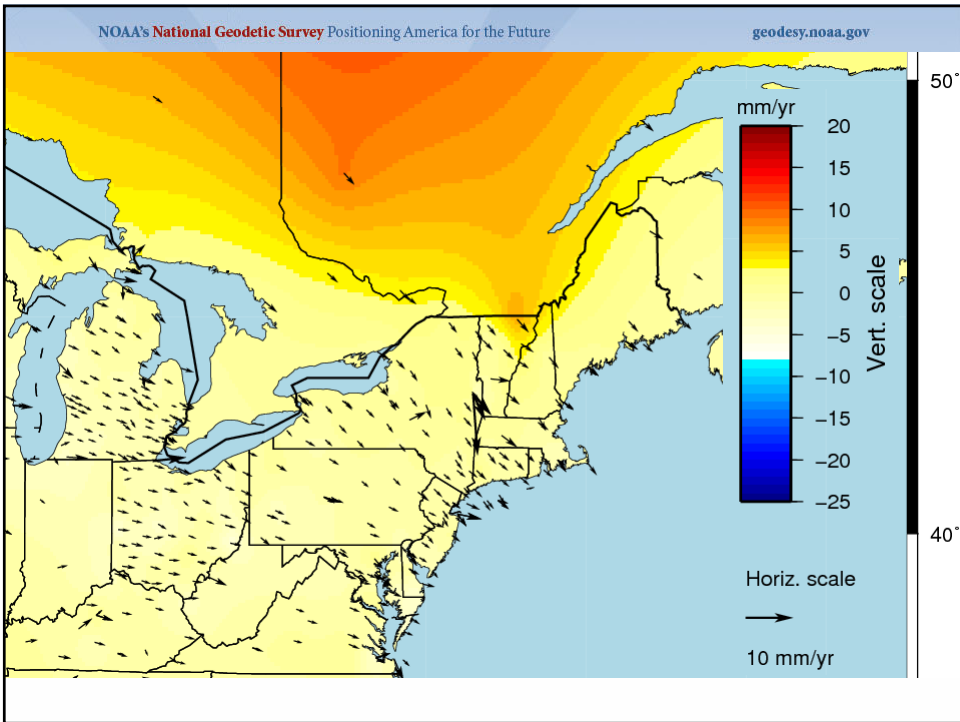 NOAA's National Geodetic Survey Positioning America for the Future
geodesy.noaa.gov
50°
mm/yr
20
15
10
5
0
−5
−10
−15
−20
−25
Vert. scale
40°
Horiz. scale
10 mm/yr